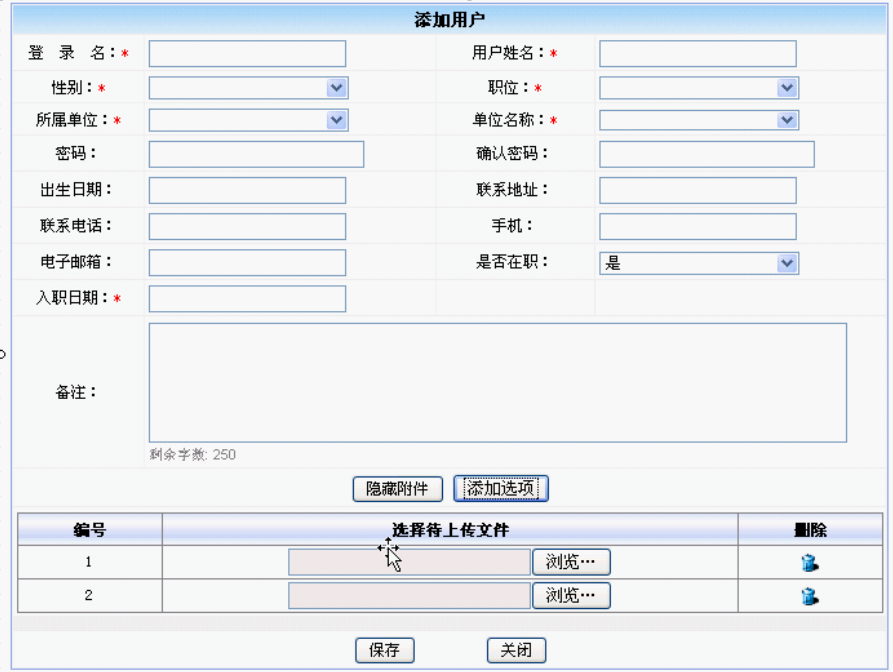 添加用户
登 录 名：* 用户姓名：*
性别：* 职位：*
所属单位：* 单位名称：*
密码： 确认密码：
出生日期： 联系地址：
联系电话： 手机：
电子邮箱： 是否在职： 是
入职日期：*
备注：
剩余字数: 250
隐藏附件 添加选项
编号 选择待上传文件 删除
1 浏览…
2 浏览…
保存 关闭